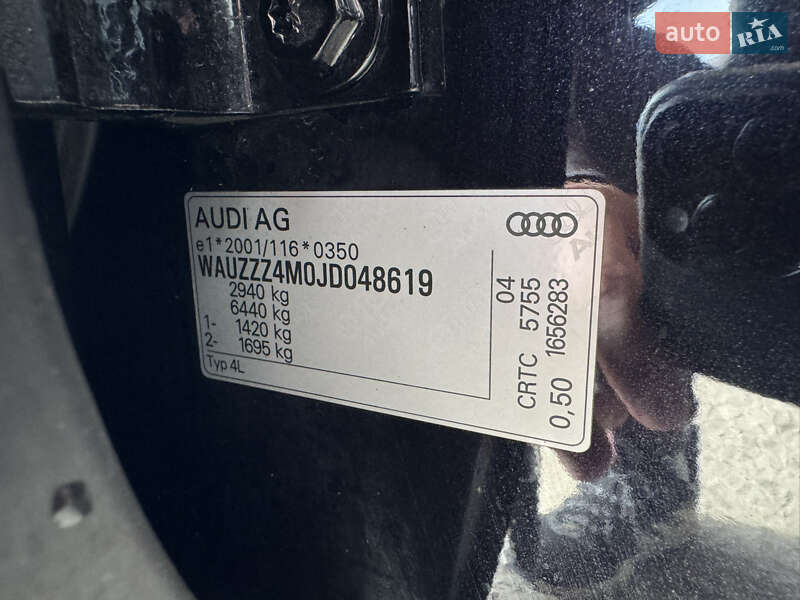 auto RIA.com
AUDI AG
e1*2001/116*0350
WAUZZZ4M0JD048619
2940 kg
6440 kg
1- 1420 kg
2- 1695 kg
Typ 4L
04
CRTC 5755
0,50 1656283